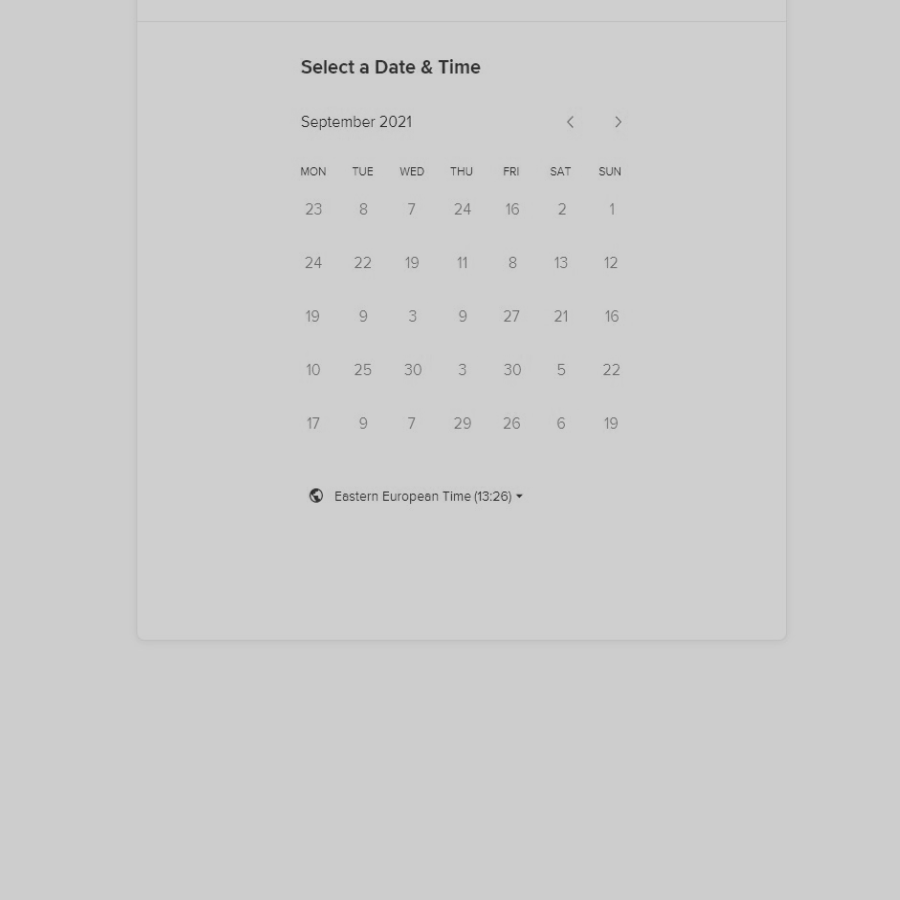 Select a Date & Time
September 2021
MON TUE WED THU FRI SAT SUN
23 8 7 24 16 2 1
24 22 19 11 8 13 12
19 9 3 9 27 21 16
10 25 30 3 30 5 22
17 9 7 29 26 6 19
Eastern European Time (13:26)